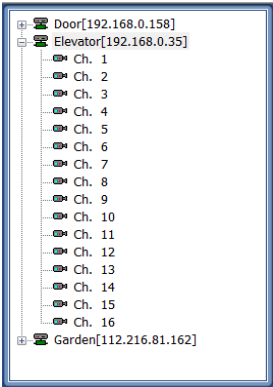 Door[192.168.0.158]
Elevator[192.168.0.35]
Ch. 1
Ch. 2
Ch. 3
Ch. 4
Ch. 5
Ch. 6
Ch. 7
Ch. 8
Ch. 9
Ch. 10
Ch. 11
Ch. 12
Ch. 13
Ch. 14
Ch. 15
Ch. 16
Garden[112.216.81.162]